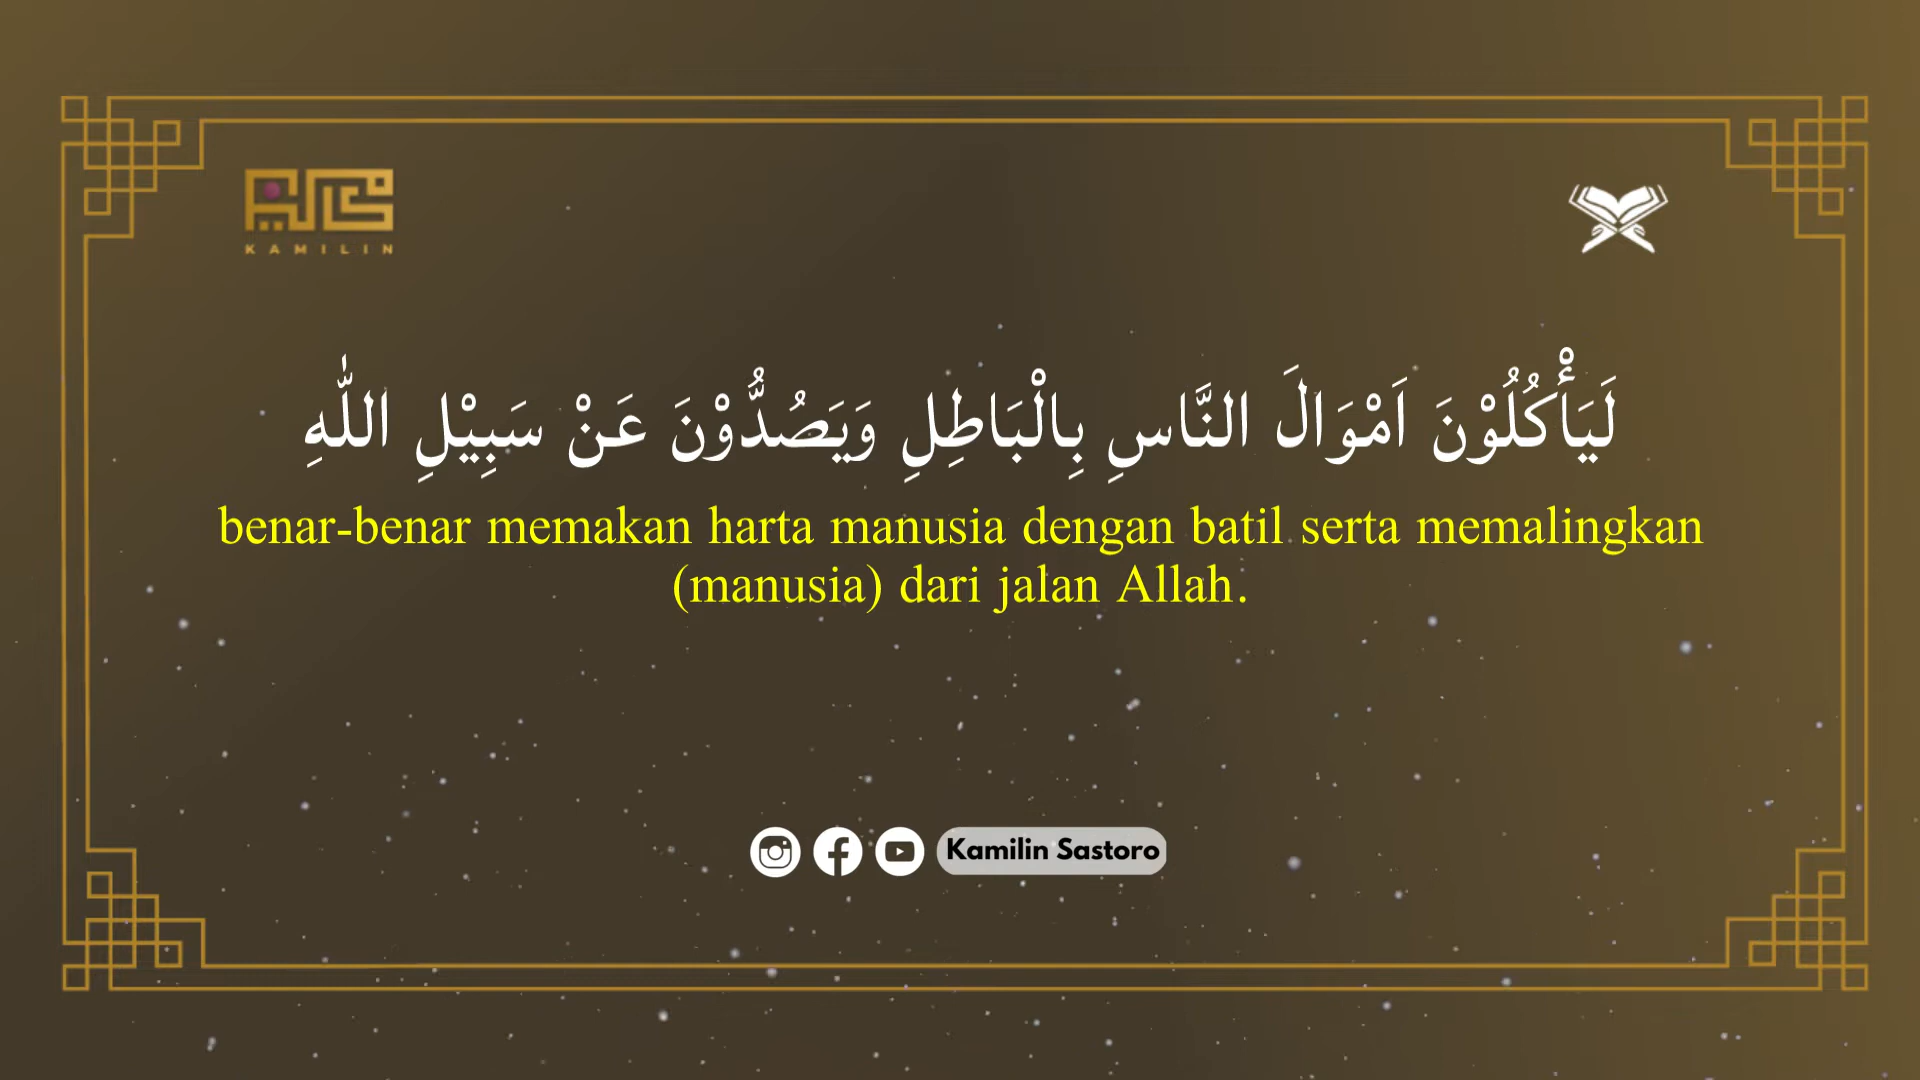 KAMILIN
لَيَأْكُلُوْنَ اَمْوَالَ النَّاسِ بِالْبَاطِلِ وَيَصُدُّوْنَ عَنْ سَبِيْلِ اللّٰهِ
benar-benar memakan harta manusia dengan batil serta memalingkan
(manusia) dari jalan Allah.
Kamilin Sastoro